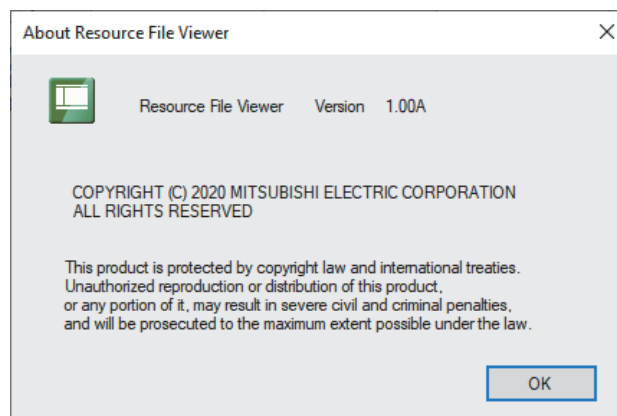 About Resource File Viewer
Resource File Viewer Version 1.00A
COPYRIGHT (C) 2020 MITSUBISHI ELECTRIC CORPORATION
ALL RIGHTS RESERVED
This product is protected by copyright law and international treaties.
Unauthorized reproduction or distribution of this product,
or any portion of it, may result in severe civil and criminal penalties,
and will be prosecuted to the maximum extent possible under the law.
OK